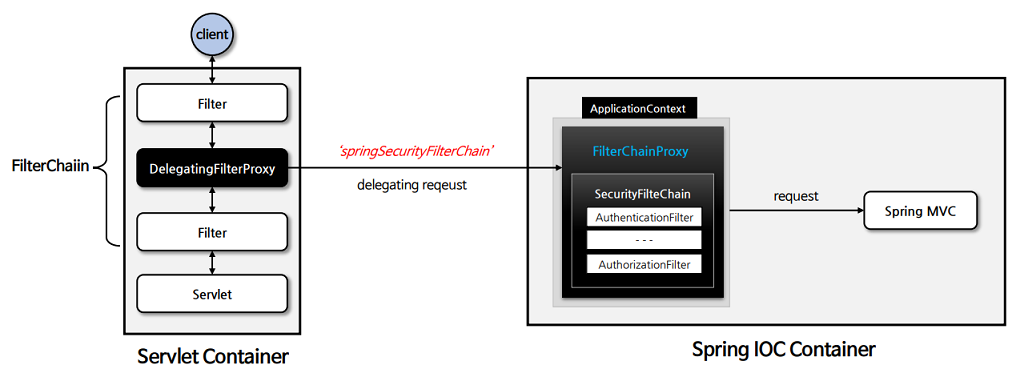 client
Filter
FilterChaiin
DelegatingFilterProxy
Filter
Servlet
Servlet Container
‘springSecurityFilterChain’
delegating reqeust
ApplicationContext
FilterChainProxy
SecurityFilteChain
AuthenticationFilter
- - -
AuthorizationFilter
request
Spring MVC
Spring IOC Container